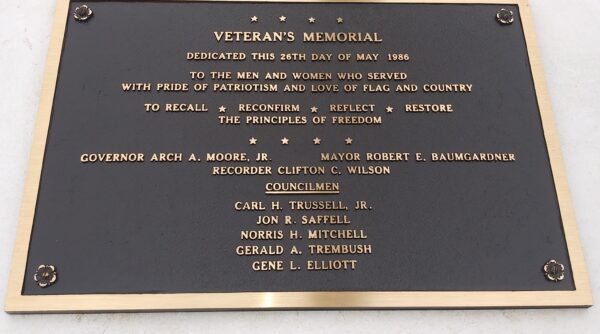 ★ ★ ★ ★
VETERAN'S MEMORIAL
DEDICATED THIS 26TH DAY OF MAY 1986
TO THE MEN AND WOMEN WHO SERVED
WITH PRIDE OF PATRIOTISM AND LOVE OF FLAG AND COUNTRY
TO RECALL ★ RECONFIRM ★ REFLECT ★ RESTORE
THE PRINCIPLES OF FREEDOM
★ ★ ★ ★
GOVERNOR ARCH A. MOORE, JR. MAYOR ROBERT E. BAUMGARDNER
RECORDER CLIFTON C. WILSON
COUNCILMEN
CARL H. TRUSSELL, JR.
JON R. SAFFELL
NORRIS H. MITCHELL
GERALD A. TREMBUSH
GENE L. ELLIOTT